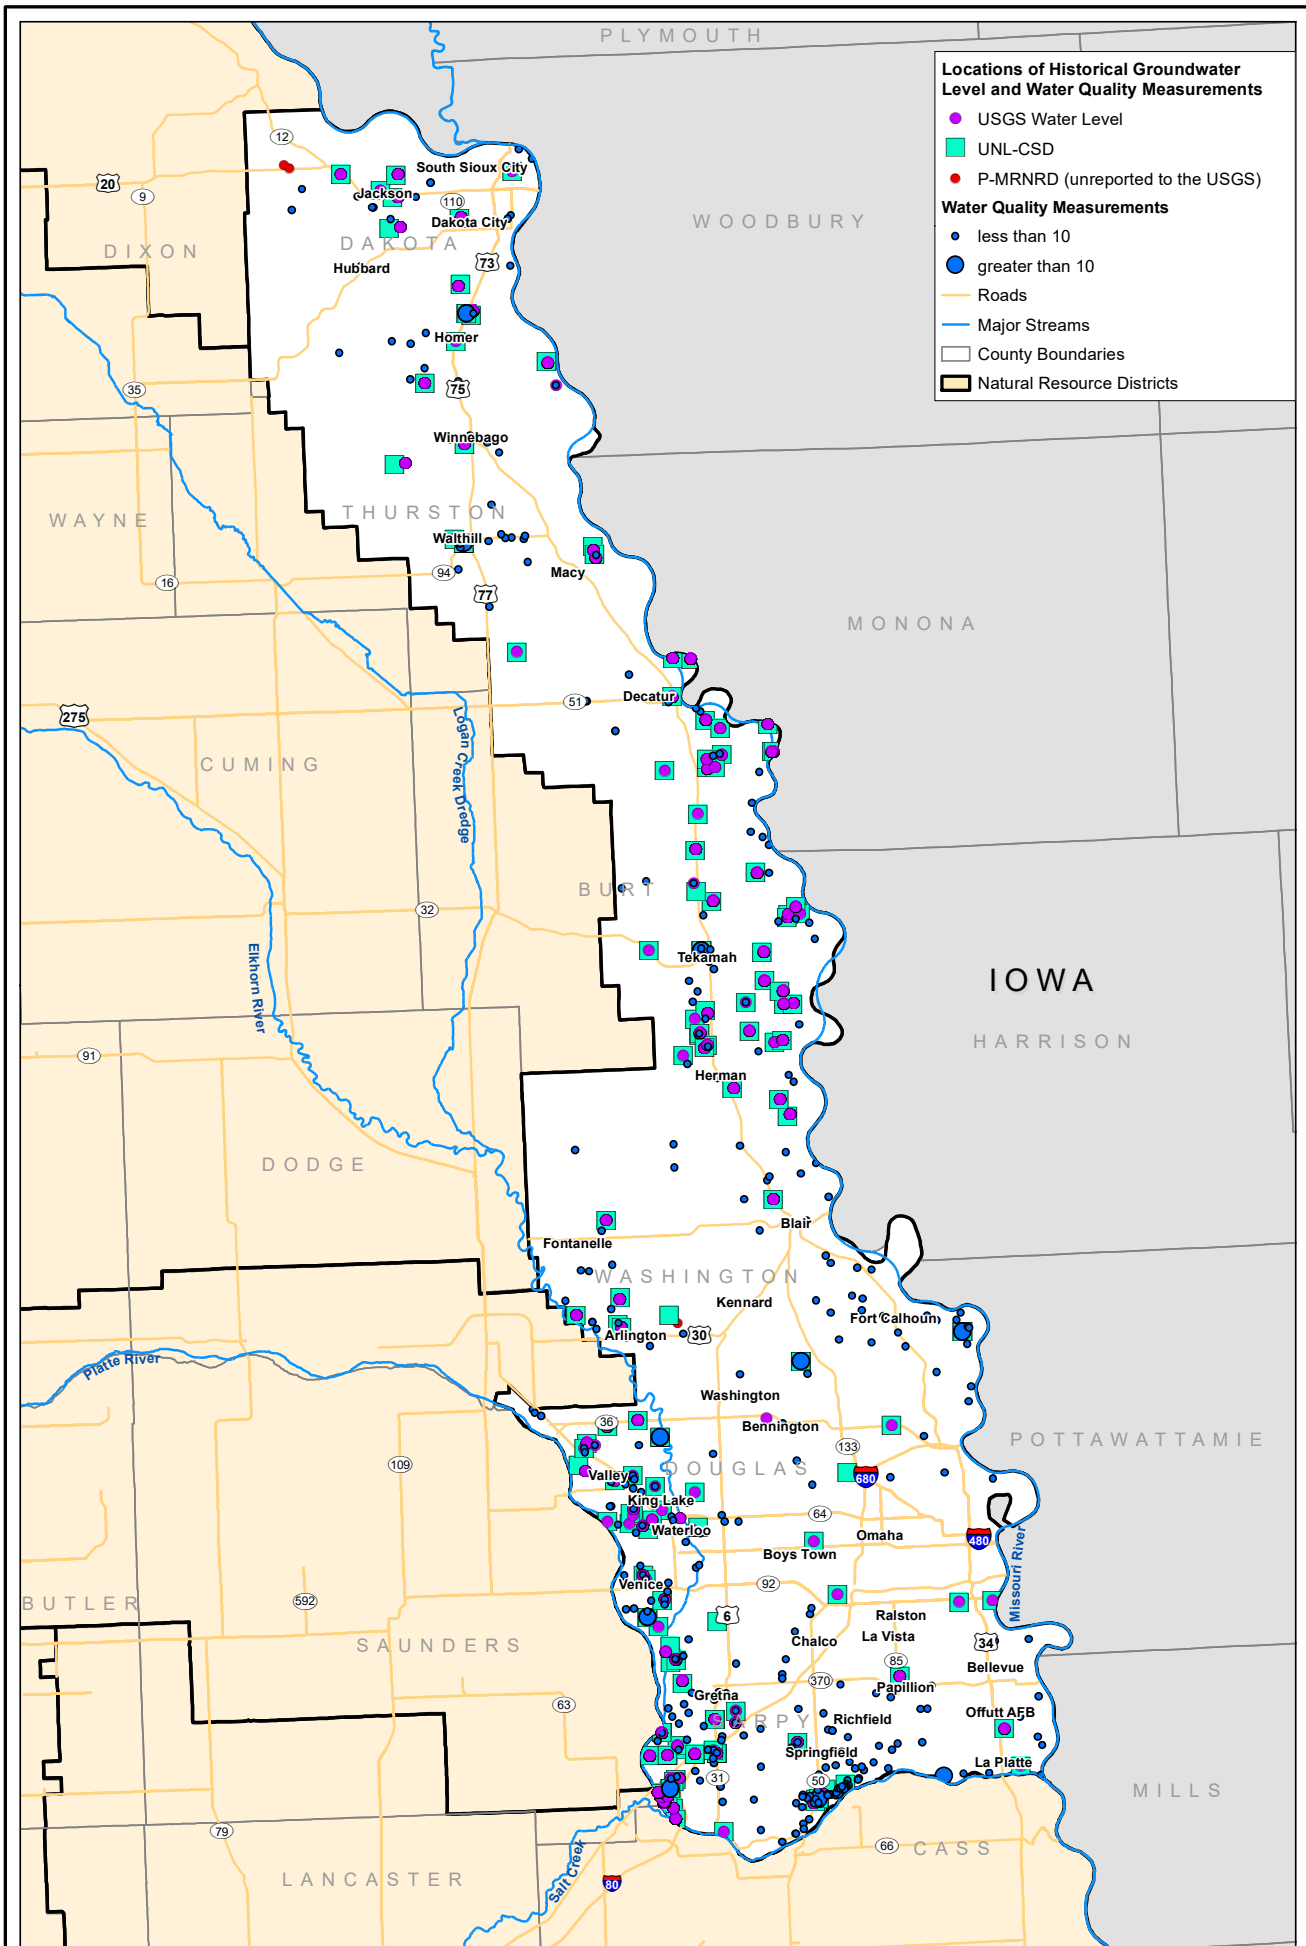 PLYMOUTH
Locations of Historical Groundwater
Level and Water Quality Measurements
USGS Water Level
UNL-CSD
P-MRNRD (unreported to the USGS)
Water Quality Measurements
less than 10
greater than 10
Roads
Major Streams
County Boundaries
Natural Resource Districts
12
South Sioux City
20
9
Jackson
110
Dakota City
WOODBURY
DIXON
DAKOTA
Hubbard
73
Homer
35
75
Winnebago
WAYNE
THURSTON
Walthill
Macy
94
16
77
MONONA
Decatur
51
275
Logan Creek Dredge
CUMING
BURT
32
Elkhorn River
Tekamah
IOWA
HARRISON
91
Herman
DODGE
Blair
Fontanelle
WASHINGTON
Kennard
Fort Calhoun
Arlington
30
Platte River
Washington
36
Bennington
133
POTTAWATTAMIE
109
DOUGLAS
Valley
680
King Lake
64
Waterloo
Omaha
480
Boys Town
Missouri River
Venice
92
592
BUTLER
6
Ralston
SAUNDERS
Chalco
La Vista
34
85
Bellevue
370
Gretna
Papillion
63
SARPY
Richfield
Offutt AFB
Springfield
La Platte
31
50
MILLS
79
66
CASS
LANCASTER
Salt Creek
80